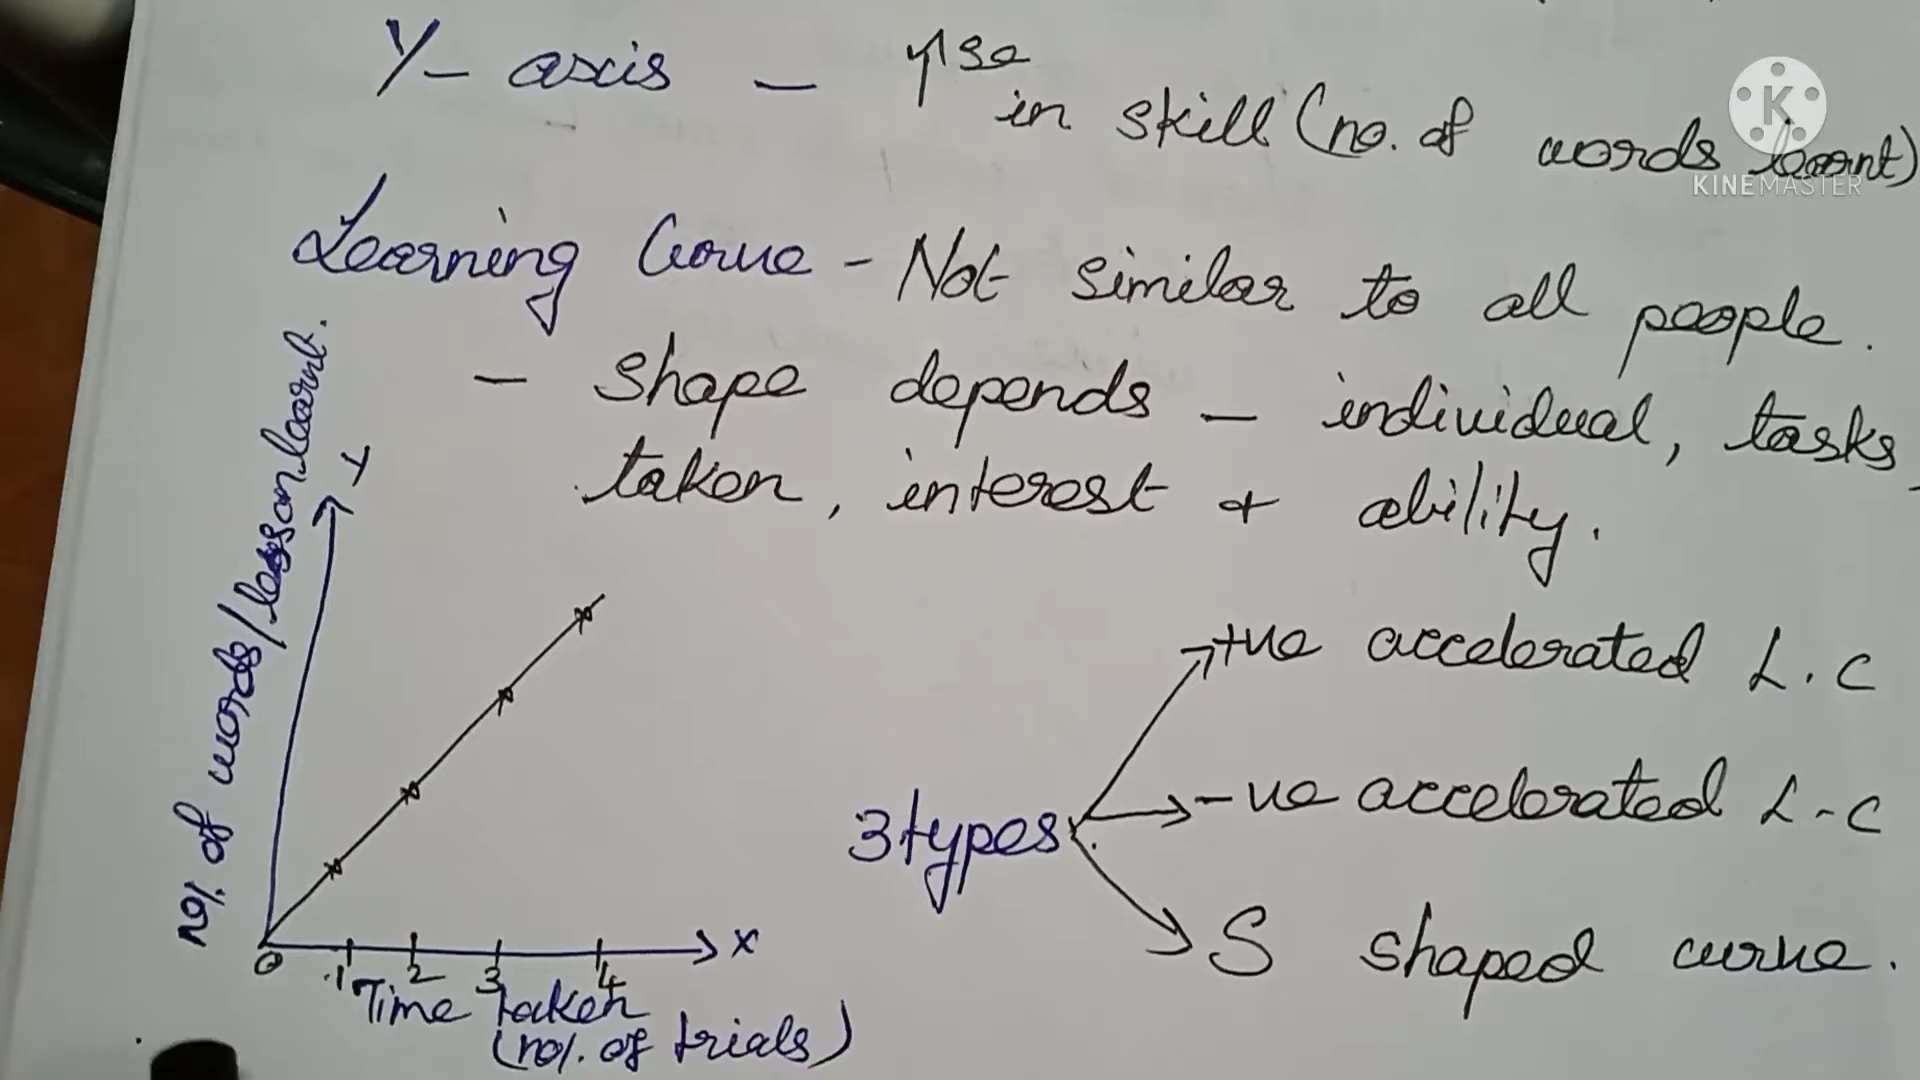 Y- axis - rise
in skill (no. of words learnt)
KINEMASTER
Learning Curve - Not similar to all people.
- Shape depends - individual, tasks
taken, interest + ability.
no/. of words/lesson learnt.
Y
0 1 2 3 4 X
Time taken
(no/. of trials)
3 types
+ve accelerated L.C
-ve accelerated L-C
S shaped curve.